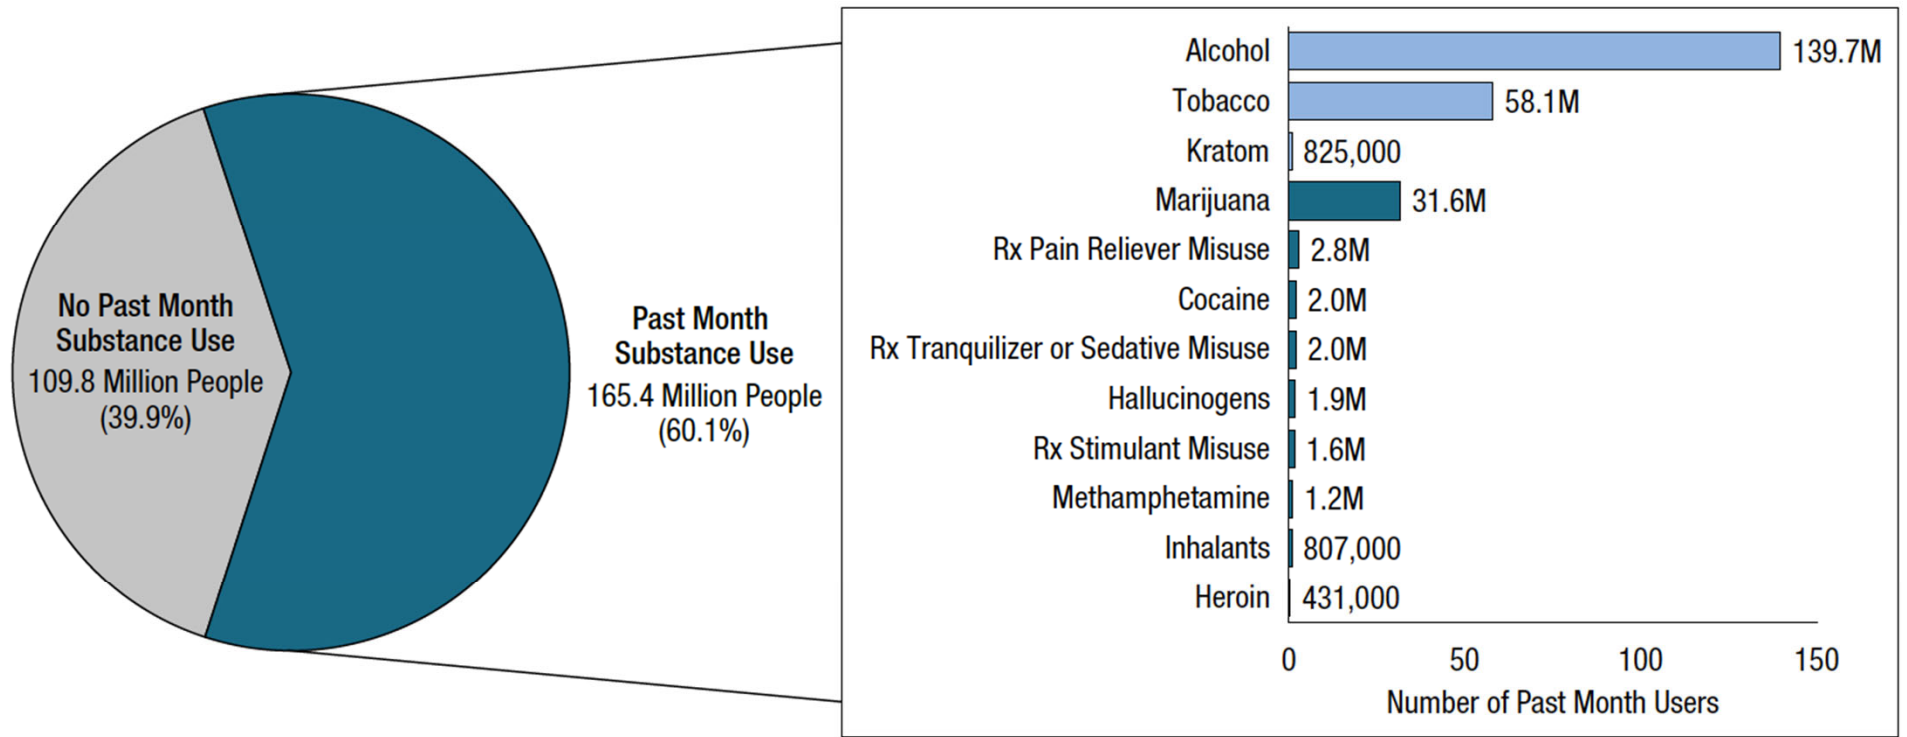 No Past Month
Substance Use
109.8 Million People
(39.9%)
Past Month
Substance Use
165.4 Million People
(60.1%)
Alcohol 139.7M
Tobacco 58.1M
Kratom 825,000
Marijuana 31.6M
Rx Pain Reliever Misuse 2.8M
Cocaine 2.0M
Rx Tranquilizer or Sedative Misuse 2.0M
Hallucinogens 1.9M
Rx Stimulant Misuse 1.6M
Methamphetamine 1.2M
Inhalants 807,000
Heroin 431,000
0 50 100 150
Number of Past Month Users